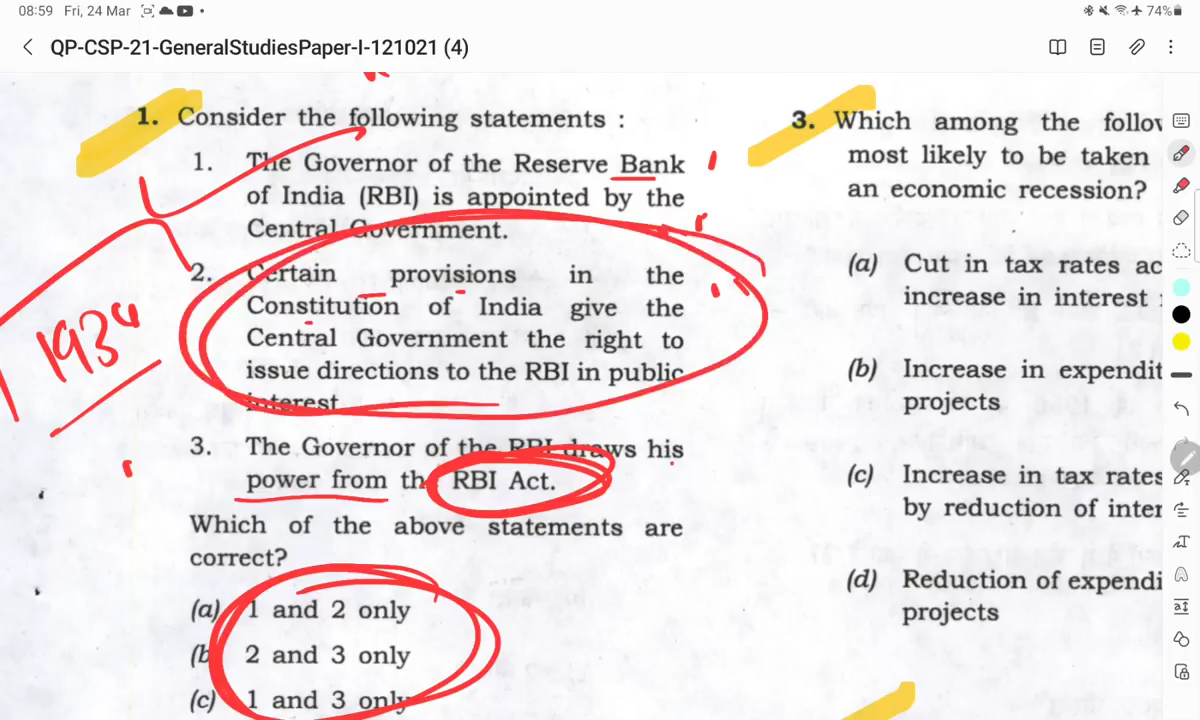 08:59 Fri, 24 Mar
74%
QP-CSP-21-GeneralStudiesPaper-I-121021 (4)
1. Consider the following statements :
1. The Governor of the Reserve Bank
of India (RBI) is appointed by the
Central Government.
2. Certain provisions in the
Constitution of India give the
Central Government the right to
issue directions to the RBI in public
interest.
1934
3. The Governor of the RBI draws his
power from the RBI Act.
Which of the above statements are
correct?
(a) 1 and 2 only
(b) 2 and 3 only
(c) 1 and 3 only
3. Which among the follow
most likely to be taken
an economic recession?
(a) Cut in tax rates ac
increase in interest
(b) Increase in expendit
projects
(c) Increase in tax rates
by reduction of inter
(d) Reduction of expendi
projects